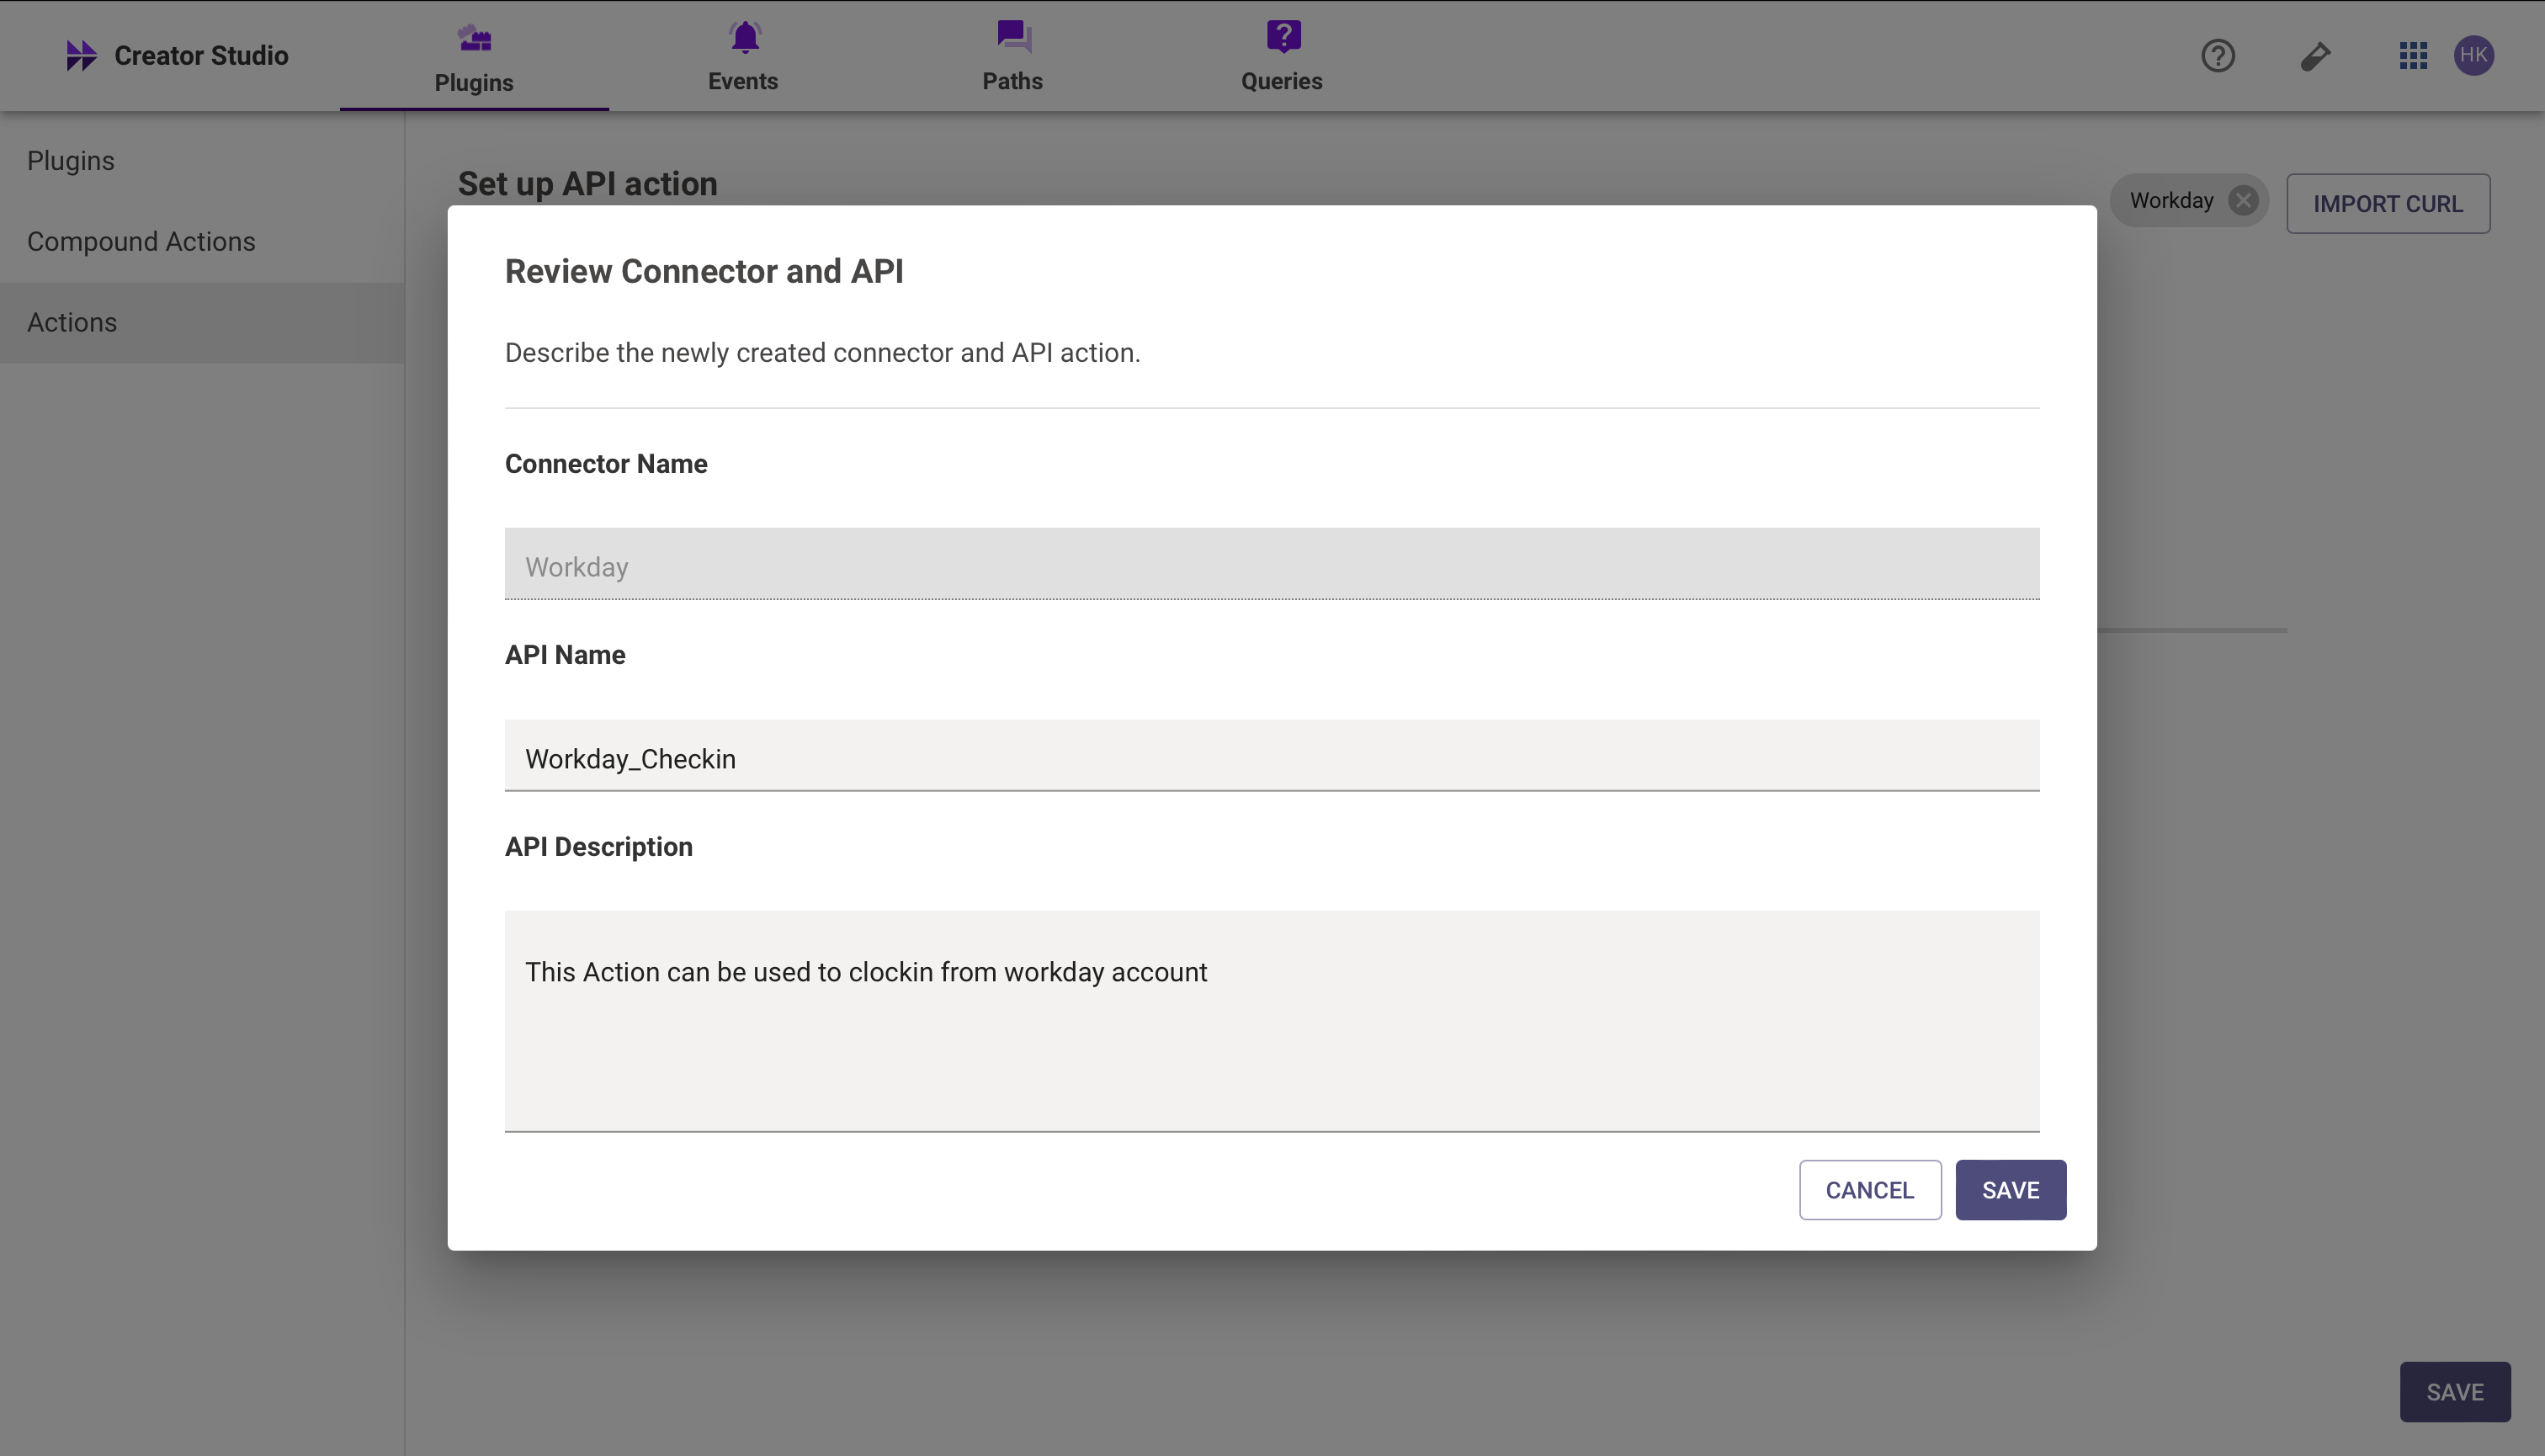 Creator Studio
Plugins
Events
Paths
Queries
HK
Plugins
Compound Actions
Actions
Set up API action
Workday
IMPORT CURL
Review Connector and API
Describe the newly created connector and API action.
Connector Name
Workday
API Name
Workday_Checkin
API Description
This Action can be used to clockin from workday account
CANCEL
SAVE
SAVE